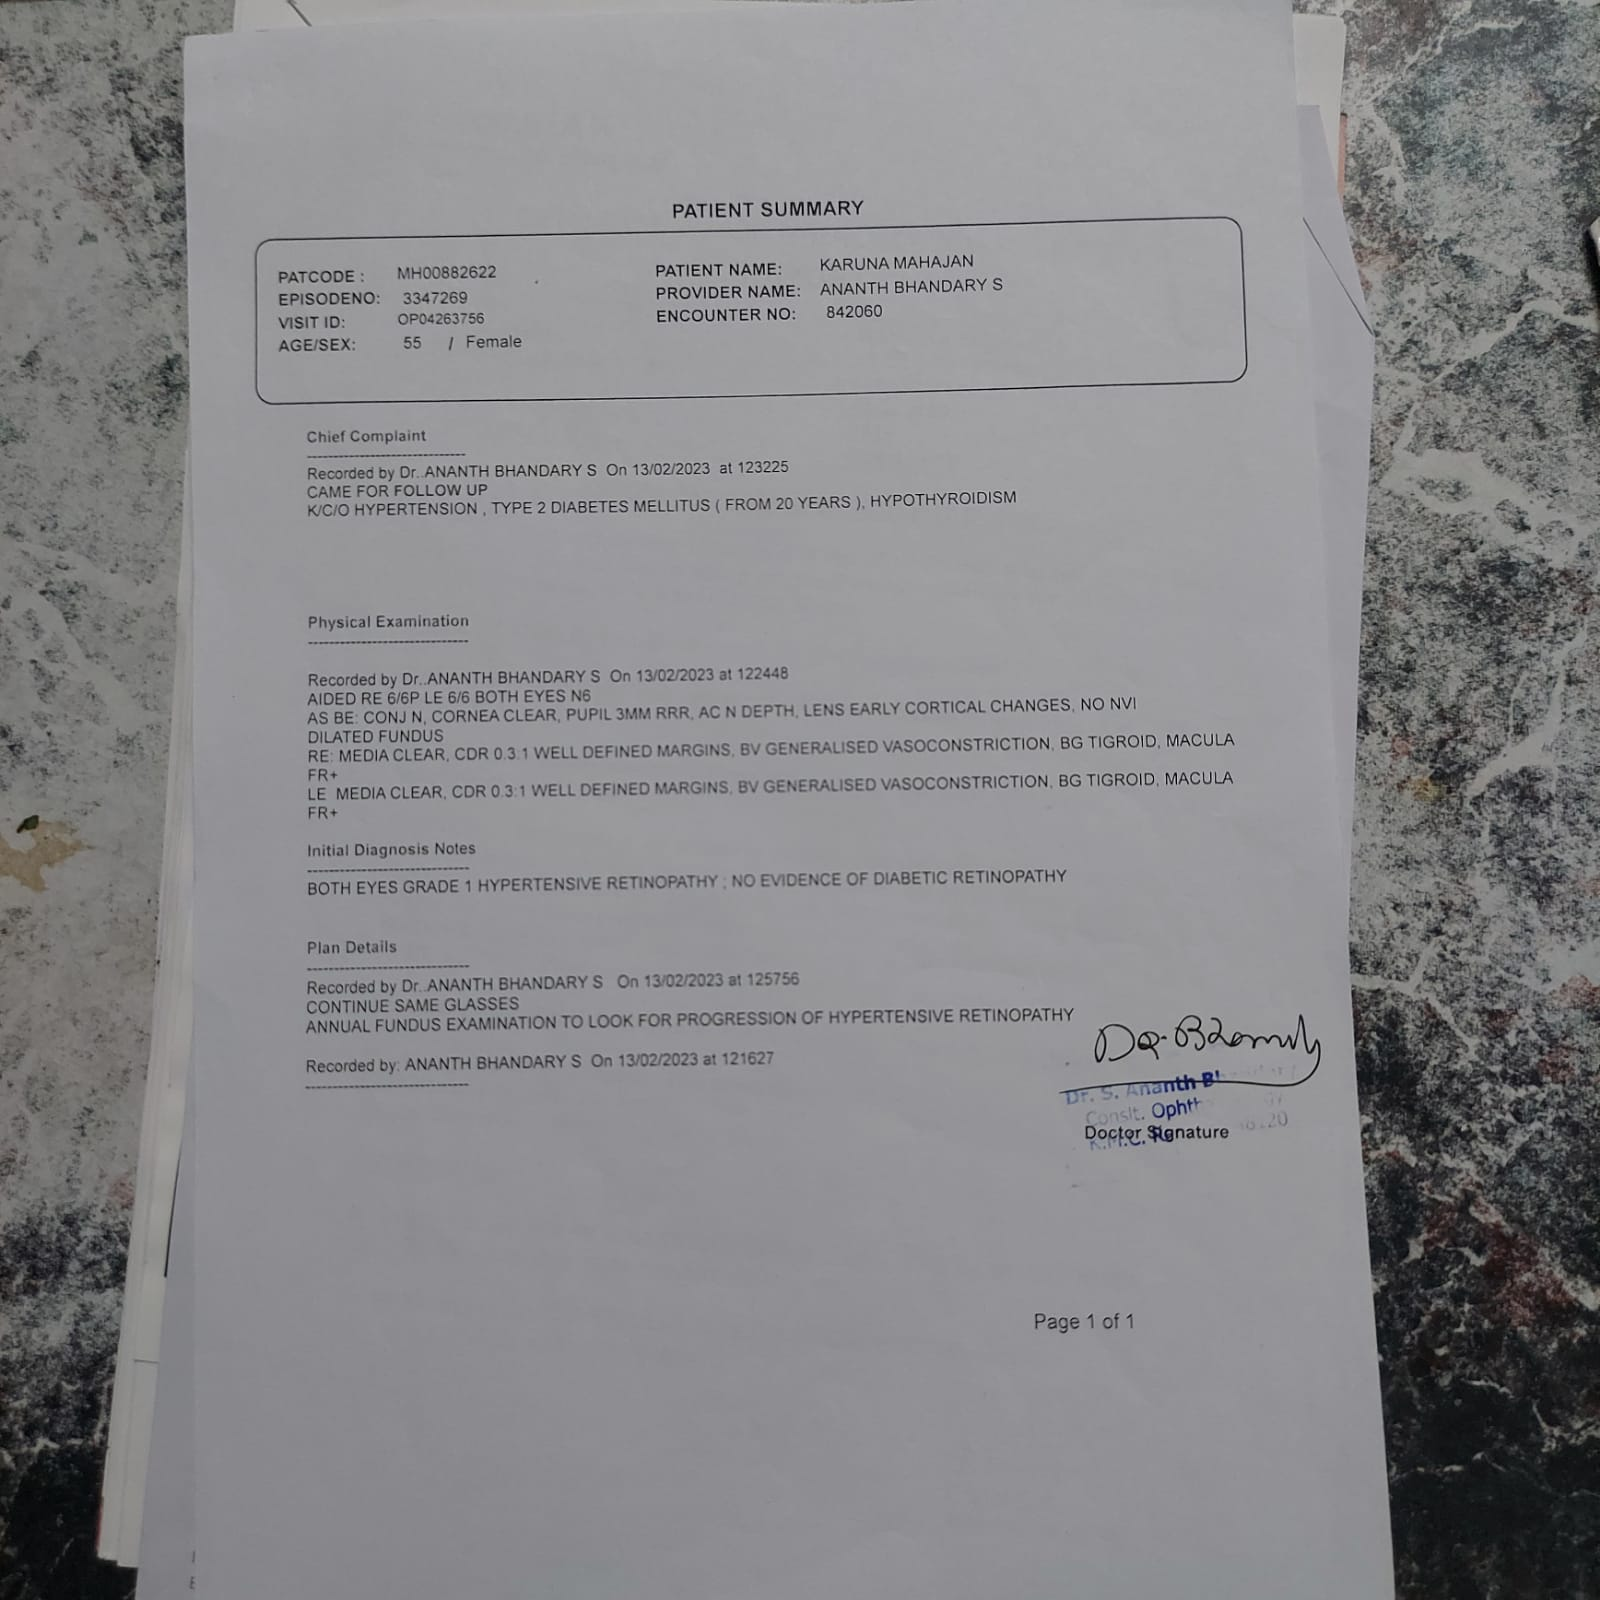 PATIENT SUMMARY
PATCODE : MH00882622
EPISODENO: 3347269
VISIT ID: OP04263756
AGE/SEX: 55 / Female
PATIENT NAME: KARUNA MAHAJAN
PROVIDER NAME: ANANTH BHANDARY S
ENCOUNTER NO: 842060
Chief Complaint
Recorded by Dr..ANANTH BHANDARY S On 13/02/2023 at 123225
CAME FOR FOLLOW UP
K/C/O HYPERTENSION , TYPE 2 DIABETES MELLITUS ( FROM 20 YEARS ), HYPOTHYROIDISM
Physical Examination
Recorded by Dr..ANANTH BHANDARY S On 13/02/2023 at 122448
AIDED RE 6/6P LE 6/6 BOTH EYES N6
AS BE: CONJ N, CORNEA CLEAR, PUPIL 3MM RRR, AC N DEPTH, LENS EARLY CORTICAL CHANGES, NO NVI
DILATED FUNDUS
RE: MEDIA CLEAR, CDR 0.3:1 WELL DEFINED MARGINS, BV GENERALISED VASOCONSTRICTION, BG TIGROID, MACULA
FR+
LE MEDIA CLEAR, CDR 0.3:1 WELL DEFINED MARGINS, BV GENERALISED VASOCONSTRICTION, BG TIGROID, MACULA
FR+
Initial Diagnosis Notes
BOTH EYES GRADE 1 HYPERTENSIVE RETINOPATHY ; NO EVIDENCE OF DIABETIC RETINOPATHY
Plan Details
Recorded by Dr..ANANTH BHANDARY S On 13/02/2023 at 125756
CONTINUE SAME GLASSES
ANNUAL FUNDUS EXAMINATION TO LOOK FOR PROGRESSION OF HYPERTENSIVE RETINOPATHY
Recorded by: ANANTH BHANDARY S On 13/02/2023 at 121627
Dr. S. Ananth
Conslt.
Doctor Signature
K.M.C.
Page 1 of 1